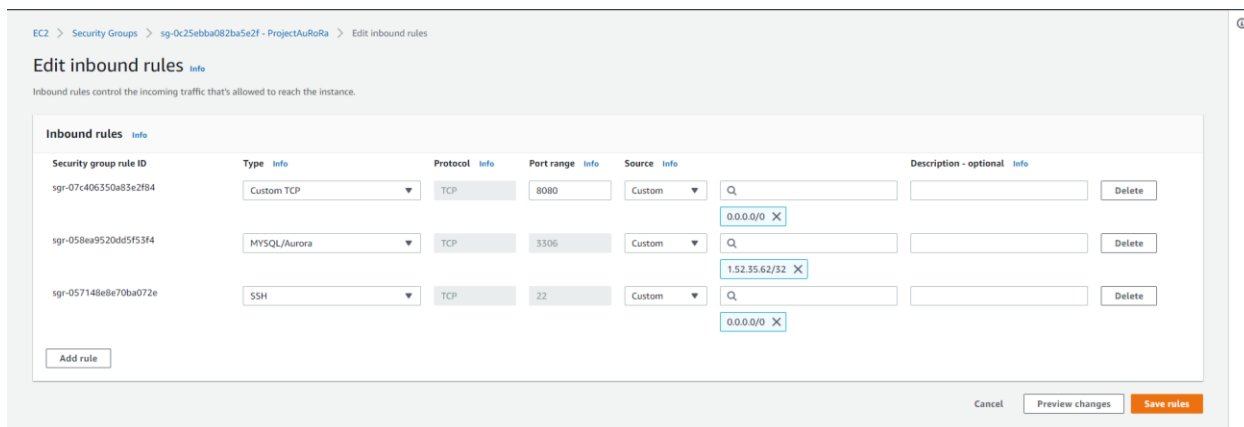 EC2 > Security Groups > sg-0c25ebba082ba5e2f - ProjectAuRoRa > Edit inbound rules
Edit inbound rules Info
Inbound rules control the incoming traffic that's allowed to reach the instance.
Inbound rules Info
Security group rule ID Type Info Protocol Info Port range Info Source Info Description - optional Info
sgr-07c406350a83e2f84 Custom TCP TCP 8080 Custom Delete
0.0.0.0/0
sgr-058ea9520dd5f53f4 MYSQL/Aurora TCP 3306 Custom Delete
1.52.35.62/32
sgr-057148e8e70ba072e SSH TCP 22 Custom Delete
0.0.0.0/0
Add rule
Cancel Preview changes Save rules